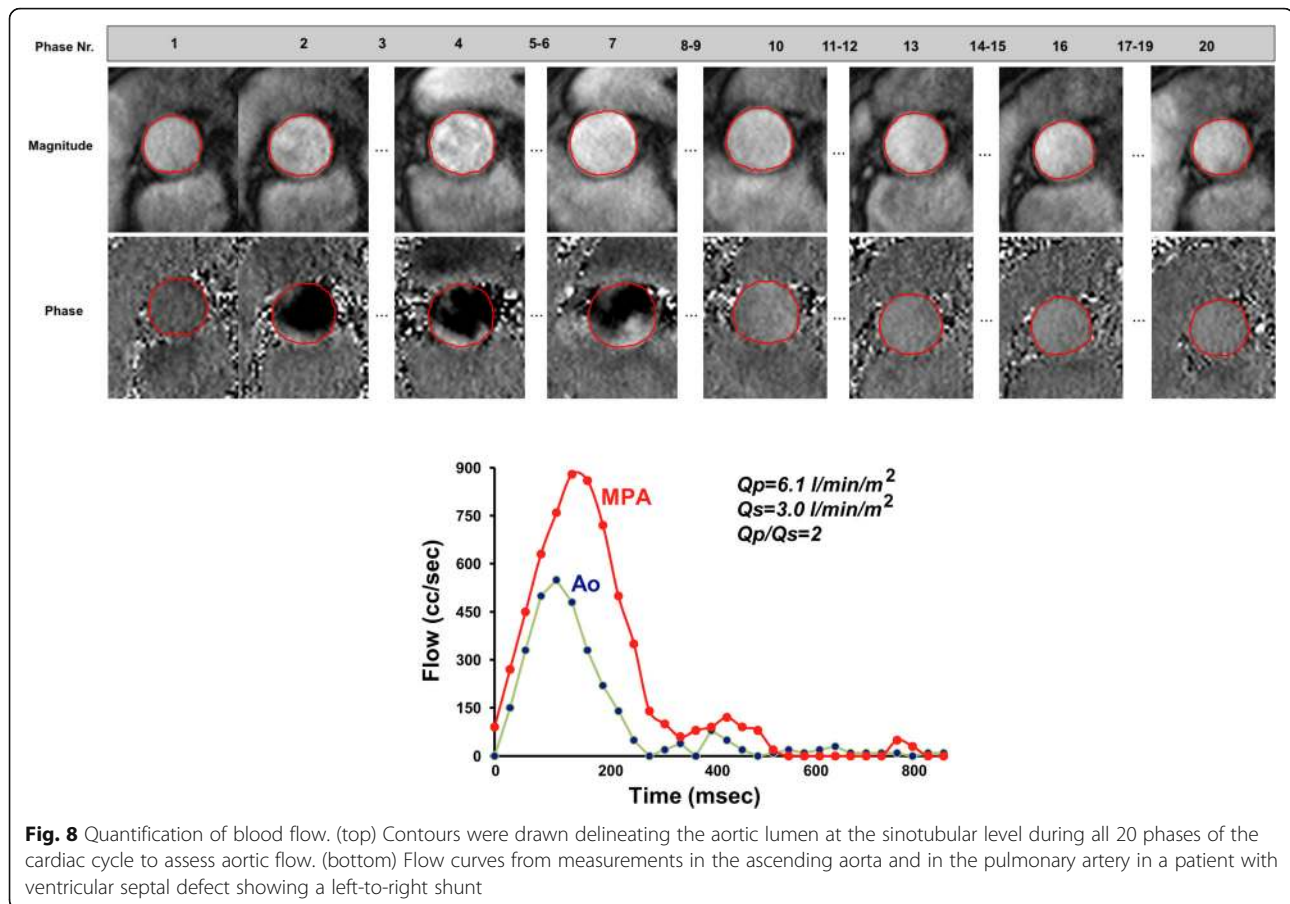 Phase Nr. 1 2 3 4 5-6 7 8-9 10 11-12 13 14-15 16 17-19 20
Magnitude ... ... ... ... ... ...
Phase ... ... ... ... ... ...
900
750
600
450
300
150
0
Flow (cc/sec)
MPA
Ao
Qp=6.1 l/min/m²
Qs=3.0 l/min/m²
Qp/Qs=2
0 200 400 600 800
Time (msec)
Fig. 8 Quantification of blood flow. (top) Contours were drawn delineating the aortic lumen at the sinotubular level during all 20 phases of the
cardiac cycle to assess aortic flow. (bottom) Flow curves from measurements in the ascending aorta and in the pulmonary artery in a patient with
ventricular septal defect showing a left-to-right shunt